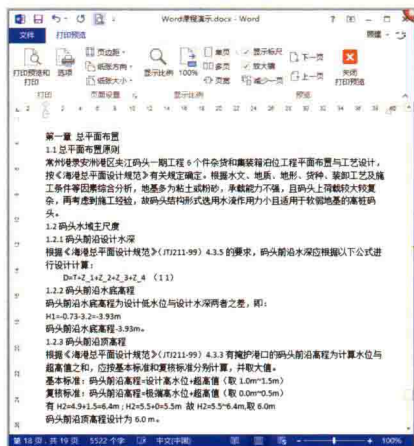 Word课程演示.docx - Word
文件 打印预览
打印预览和打印 选项
页边距
纸张方向
纸张大小
显示比例 100%
单页
多页
页宽
显示标尺
放大镜
减少一页
下一页
上一页
关闭打印预览
打印 页面设置 显示比例 预览
第一章 总平面布置
1.1 总平面布置原则
常州港录安洲港区夹江码头一期工程 6 个件杂货和集装箱泊位工程平面布置与工艺设计，
按《海港总平面设计规范》有关规定确定。根据水文、地质、地形、货种、装卸工艺及施
工条件等因素综合分析，地基多为粘土或粉砂，承载能力不强，且码头上荷载较大较复
杂，再考虑到施工经验，故码头结构形式选用水浪作用力小且适用于软弱地基的高桩码
头。
1.2 码头水域主尺度
1.2.1 码头前沿设计水深
根据《海港总平面设计规范》（JTJ211-99）4.3.5 的要求，码头前沿水深应根据以下公式进
行设计计算：
D=T+Z_1+Z_2+Z_3+Z_4 （1 1）
1.2.2 码头前沿水底高程
码头前沿水底高程为设计低水位与设计水深两者之差，即：
H1=-0.73-3.2=-3.93m
码头前沿水底高程-3.93m。
1.2.3 码头前沿顶高程
根据《海港总平面设计规范》（JTJ211-99）4.3.3 有掩护港口的码头前沿高程为计算水位与
超高值之和，应按基本标准和复核标准分别计算，并取大值。
基本标准：码头前沿高程=设计高水位+超高值（取 1.0m~1.5m）
复核标准：码头前沿高程=极端高水位+超高值（取 0.0m~0.5m）
有 H2=4.9+1.5=6.4m；H2=5.5+0=5.5m 故 H2=5.5~6.4m,取 6.0m
码头前沿顶高程设计为 6.0 m。
第 18 页，共 19 页 5522 个字 中文(中国) 100%